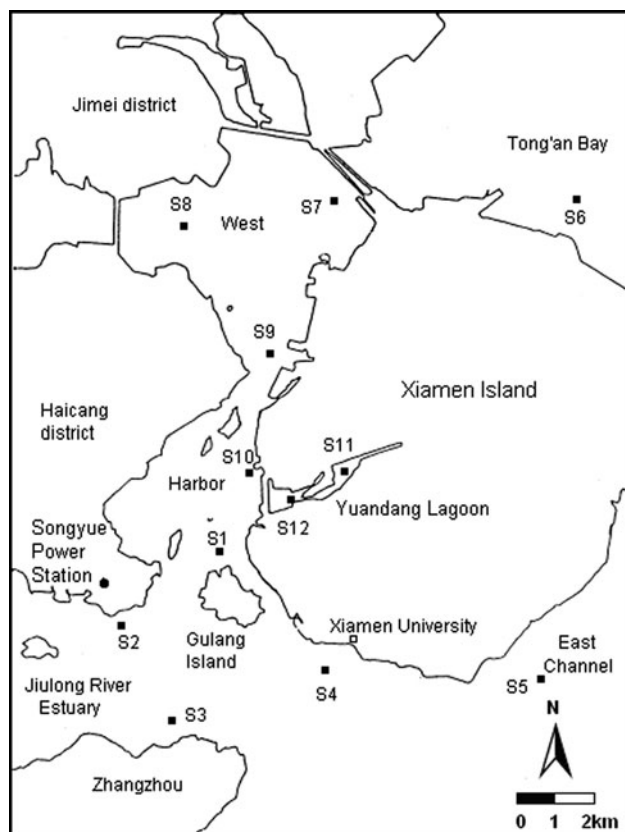 Jimei district
Tong'an Bay
S8
S7
S6
West
S9
Xiamen Island
Haicang
district
S11
S10
Harbor
S12
Yuandang Lagoon
Songyue
Power
Station
S1
Xiamen University
S2
Gulang
Island
East
Channel
S4
S5
Jiulong River
Estuary
S3
N
Zhangzhou
0 1 2km